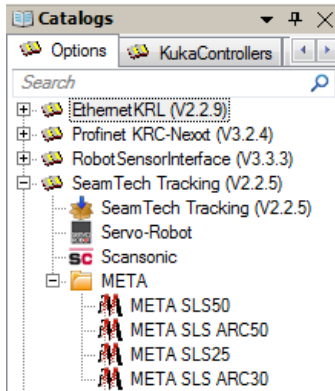 Catalogs
Options KukaControllers
Search
EthernetKRL (V2.2.9)
Profinet KRC-Nexxt (V3.2.4)
RobotSensorInterface (V3.3.3)
SeamTech Tracking (V2.2.5)
SeamTech Tracking (V2.2.5)
Servo-Robot
SC Scansonic
META
META SLS50
META SLS ARC50
META SLS25
META SLS ARC30